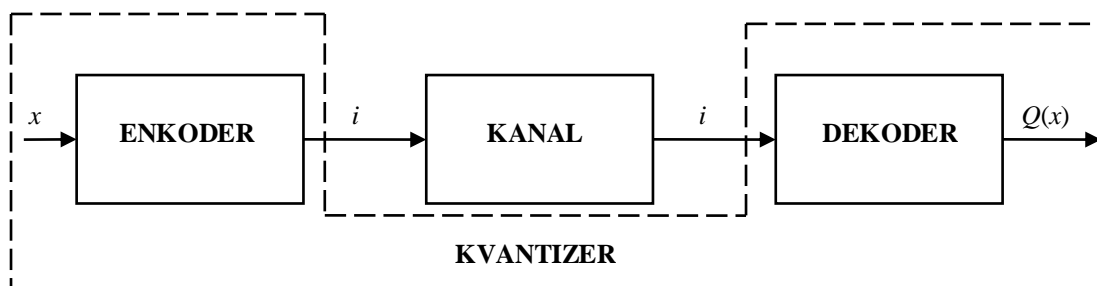 x
ENKODER
i
KANAL
i
DEKODER
Q(x)
KVANTIZER